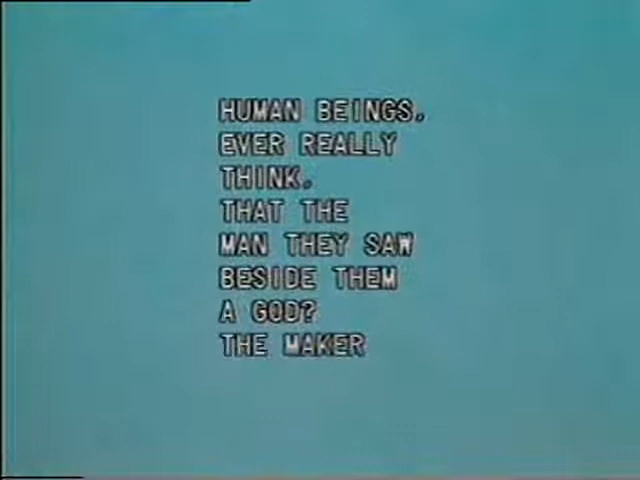 HUMAN BEINGS.
EVER REALLY
THINK.
THAT THE
MAN THEY SAW
BESIDE THEM
A GOD?
THE MAKER